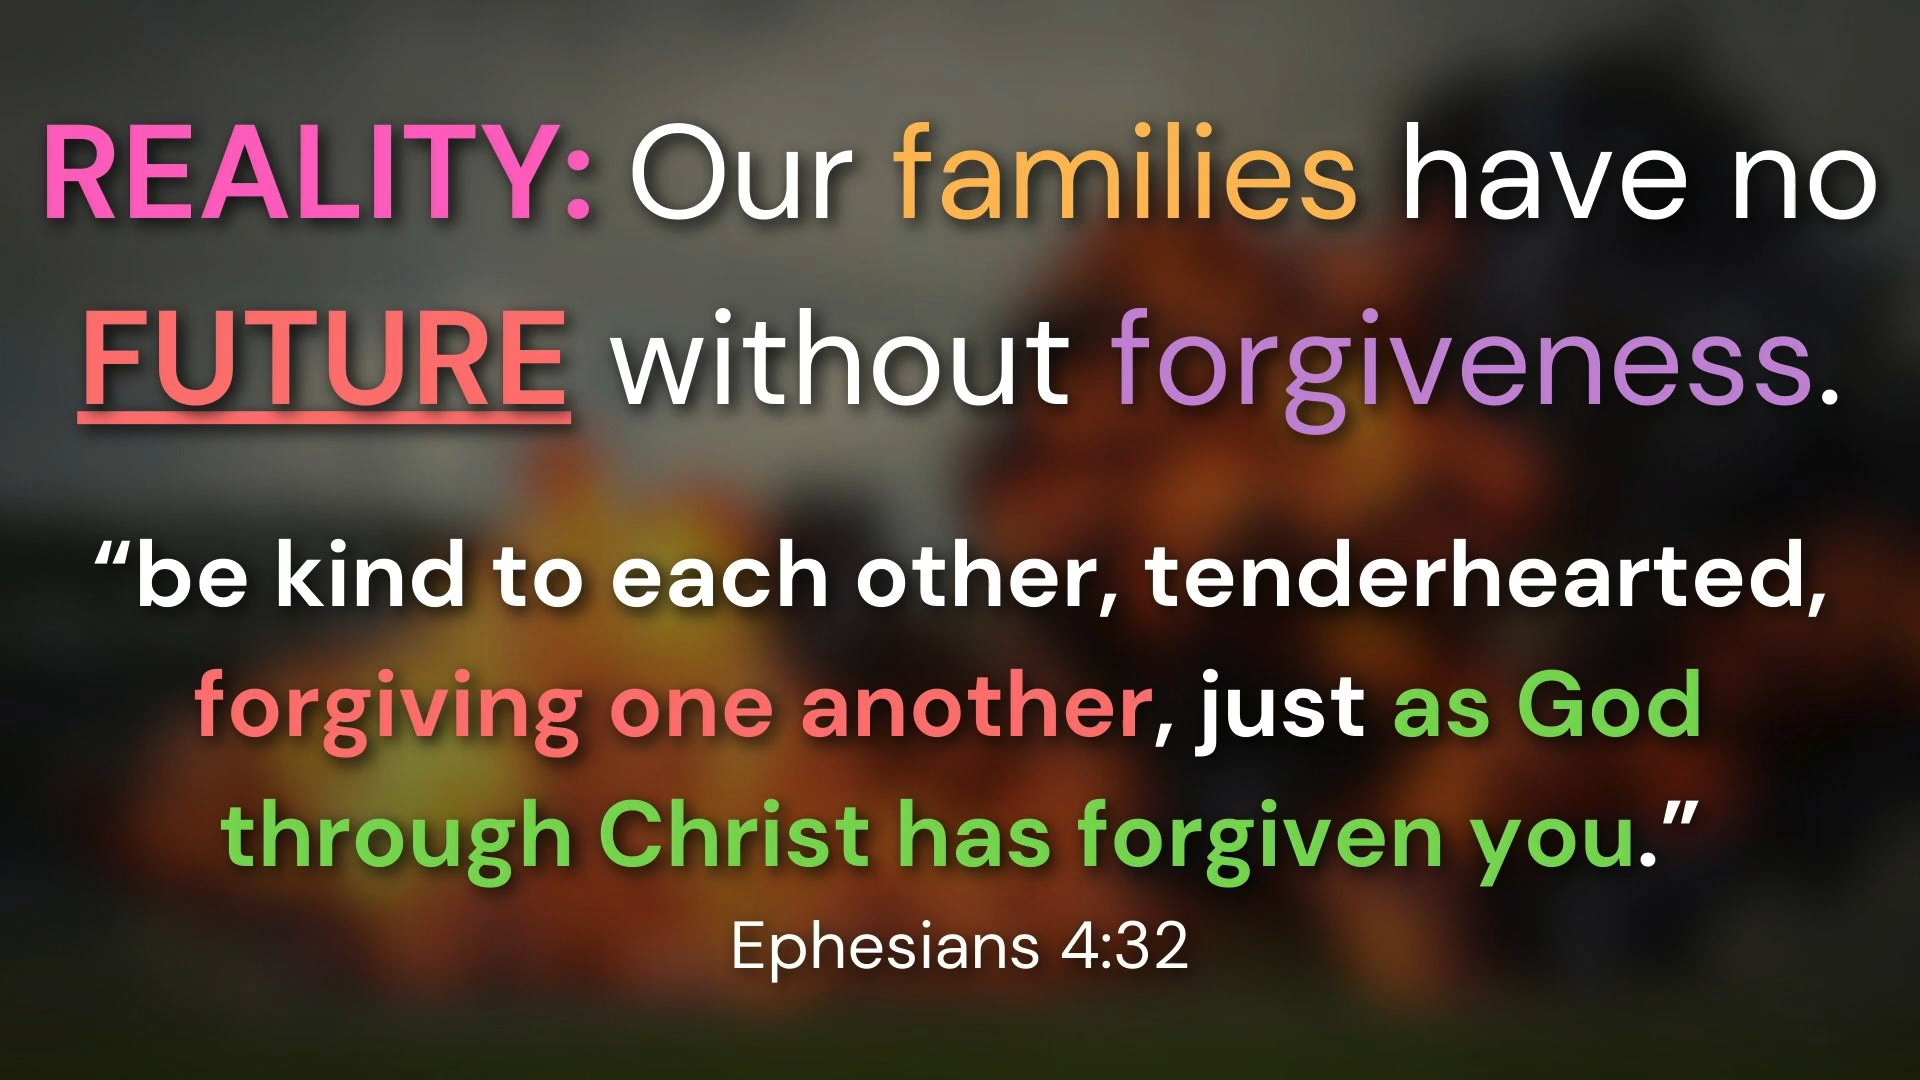 REALITY: Our families have no
FUTURE without forgiveness.
“be kind to each other, tenderhearted,
forgiving one another, just as God
through Christ has forgiven you.”
Ephesians 4:32